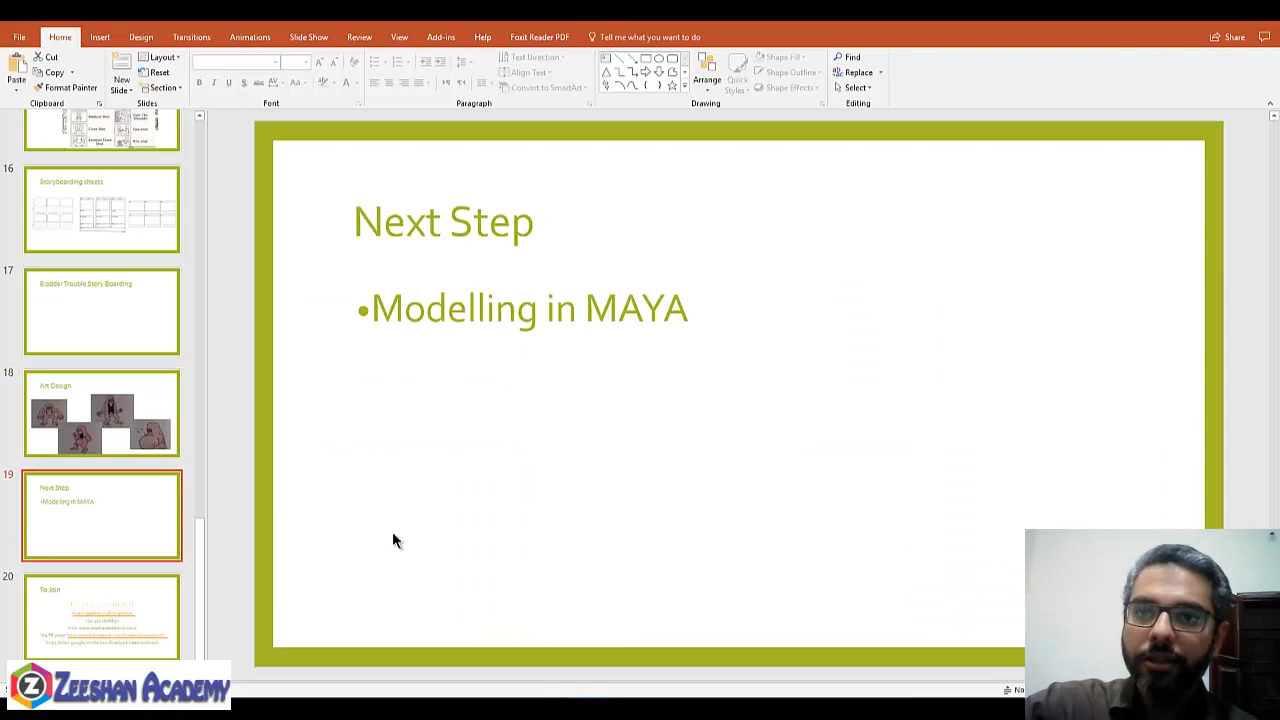 File Home Insert Design Transitions Animations Slide Show Review View Add-ins Help Foxit Reader PDF Tell me what you want to do Share
Paste
Cut
Copy
Format Painter
Clipboard
New
Slide
Layout
Reset
Section
Slides
Font
Paragraph
Text Direction
Align Text
Convert to SmartArt
Arrange
Quick
Styles
Shape Fill
Shape Outline
Shape Effects
Drawing
Find
Replace
Select
Editing
16
Storyboarding sheets
17
Bladder Trouble Story Boarding
18
Art Design
19
Next Step
•Modelling in MAYA
20
To Join
Next Step
•Modelling in MAYA
Z ZEESHAN ACADEMY